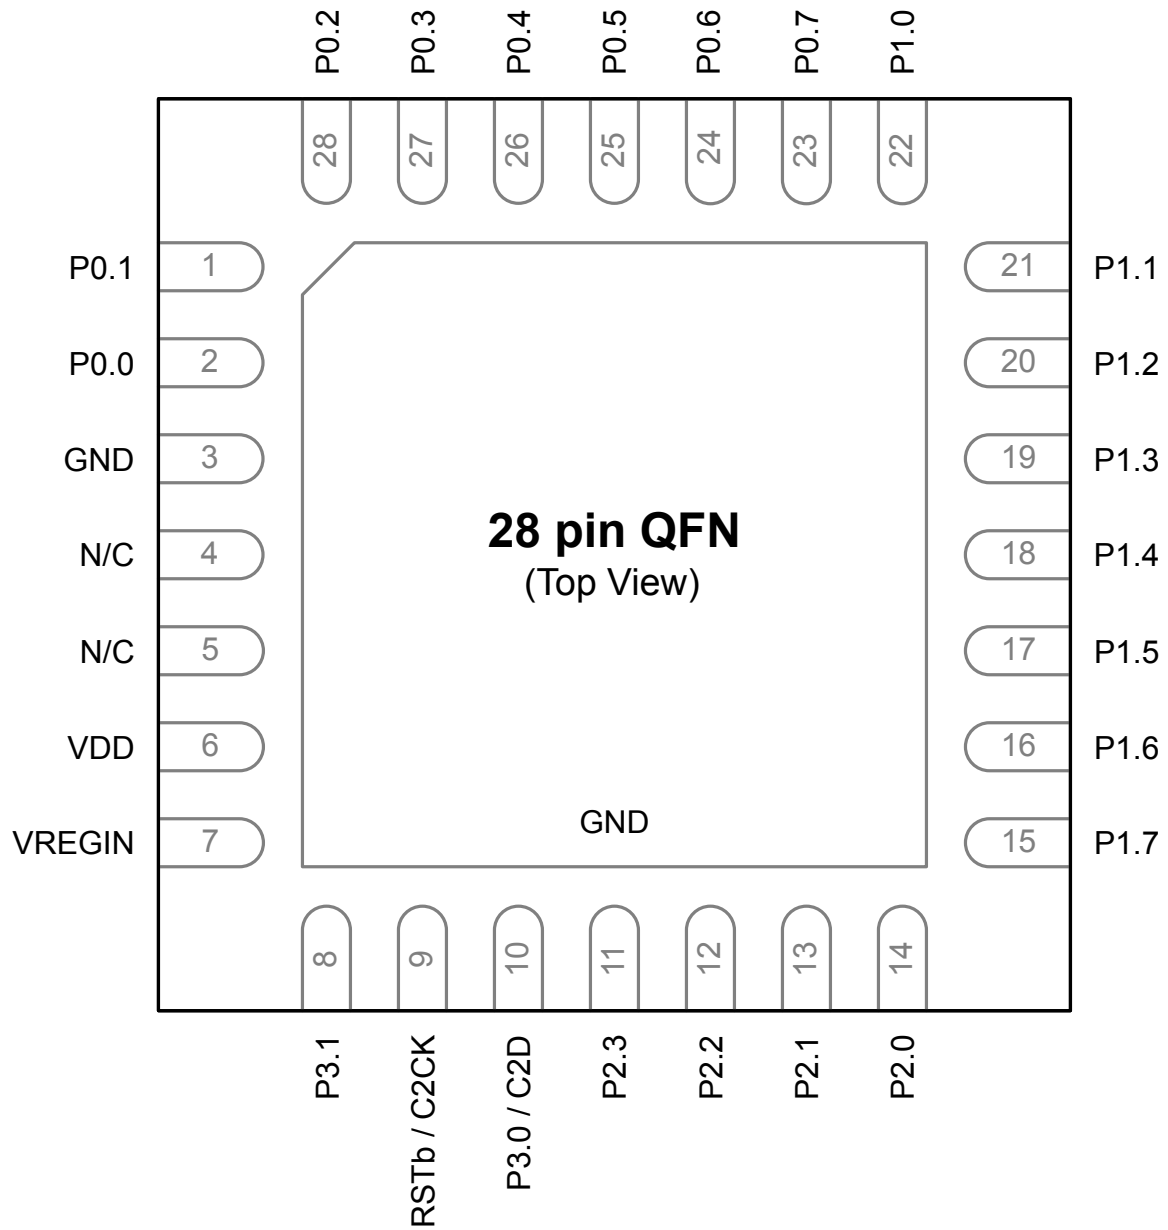 P0.2 P0.3 P0.4 P0.5 P0.6 P0.7 P1.0
28 27 26 25 24 23 22
P0.1 1 21 P1.1
P0.0 2 20 P1.2
GND 3 19 P1.3
N/C 4 18 P1.4
28 pin QFN
(Top View)
N/C 5 17 P1.5
VDD 6 16 P1.6
GND
VREGIN 7 15 P1.7
8 9 10 11 12 13 14
P3.1 RSTb / C2CK P3.0 / C2D P2.3 P2.2 P2.1 P2.0